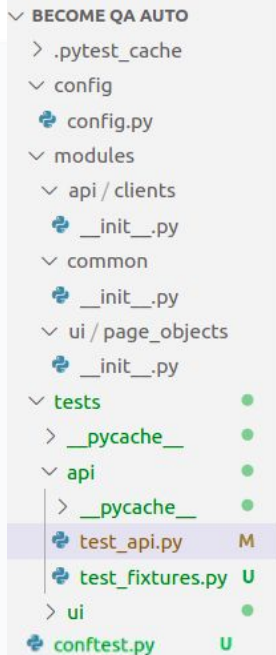 BECOME QA AUTO
.pytest_cache
config
config.py
modules
api / clients
__init__.py
common
__init__.py
ui / page_objects
__init__.py
tests
__pycache__
api
__pycache__
test_api.py M
test_fixtures.py U
ui
conftest.py U